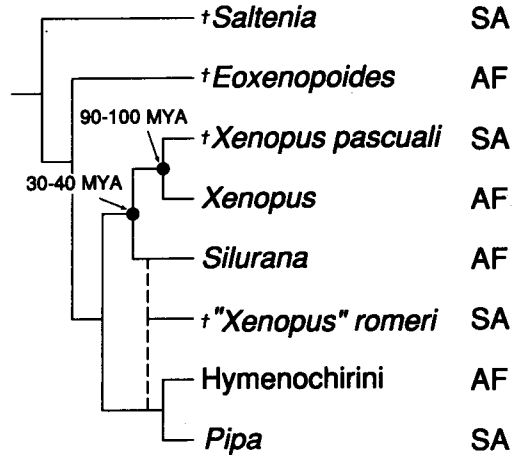 †Saltenia SA
†Eoxenopoides AF
90-100 MYA
†Xenopus pascuali SA
30-40 MYA
Xenopus AF
Silurana AF
†"Xenopus" romeri SA
Hymenochirini AF
Pipa SA